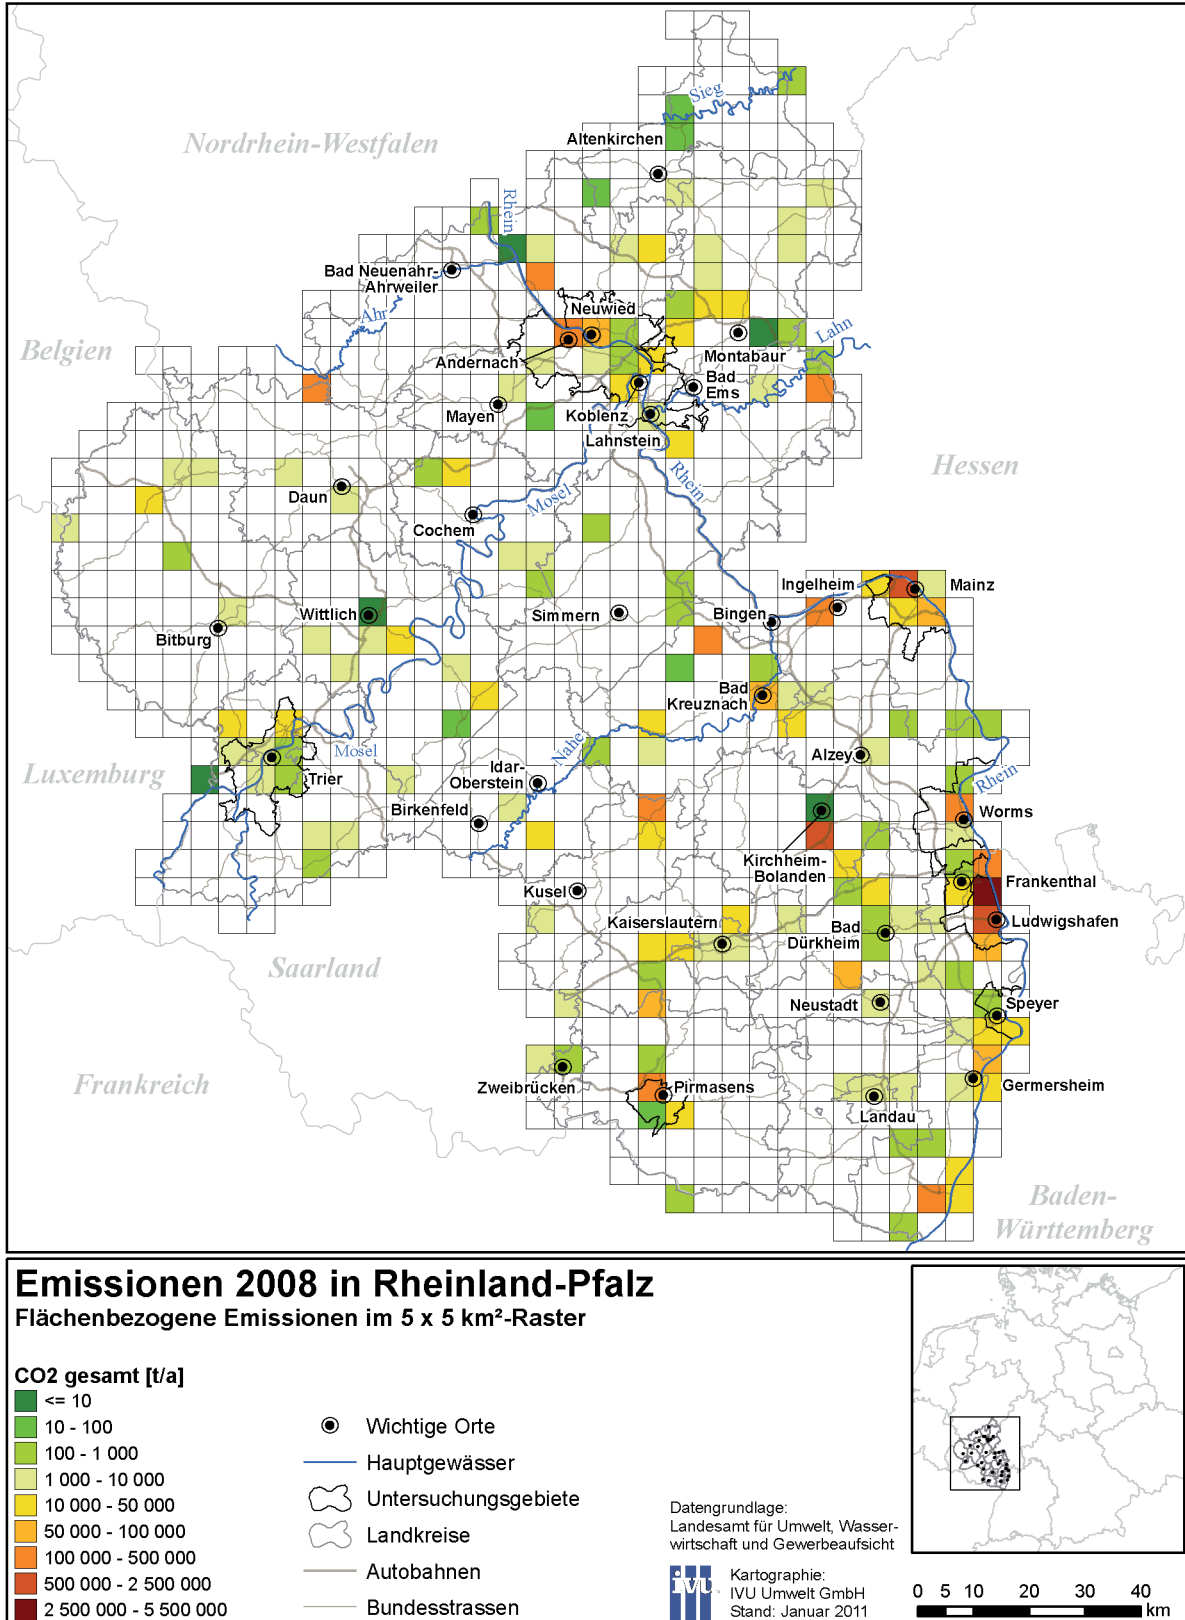 Nordrhein-Westfalen
Sieg
Altenkirchen
Rhein
Bad Neuenahr-
Ahrweiler
Ahr
Neuwied
Belgien
Andernach
Montabaur
Lahn
Bad
Ems
Mayen
Koblenz
Lahnstein
Hessen
Daun
Rhein
Mosel
Cochem
Ingelheim
Mainz
Wittlich
Simmern
Bingen
Bitburg
Bad
Kreuznach
Mosel
Nahe
Alzey
Luxemburg
Trier
Idar-
Oberstein
Rhein
Birkenfeld
Worms
Kirchheim-
Bolanden
Kusel
Frankenthal
Kaiserslautern
Bad
Dürkheim
Ludwigshafen
Saarland
Neustadt
Speyer
Frankreich
Zweibrücken
Pirmasens
Germersheim
Landau
Baden-
Württemberg
Emissionen 2008 in Rheinland-Pfalz
Flächenbezogene Emissionen im 5 x 5 km²-Raster
CO2 gesamt [t/a]
<= 10
10 - 100
100 - 1 000
1 000 - 10 000
10 000 - 50 000
50 000 - 100 000
100 000 - 500 000
500 000 - 2 500 000
2 500 000 - 5 500 000
Wichtige Orte
Hauptgewässer
Untersuchungsgebiete
Landkreise
Autobahnen
Bundesstrassen
Datengrundlage:
Landesamt für Umwelt, Wasser-
wirtschaft und Gewerbeaufsicht
ivu
Kartographie:
IVU Umwelt GmbH
Stand: Januar 2011
0 5 10 20 30 40
km